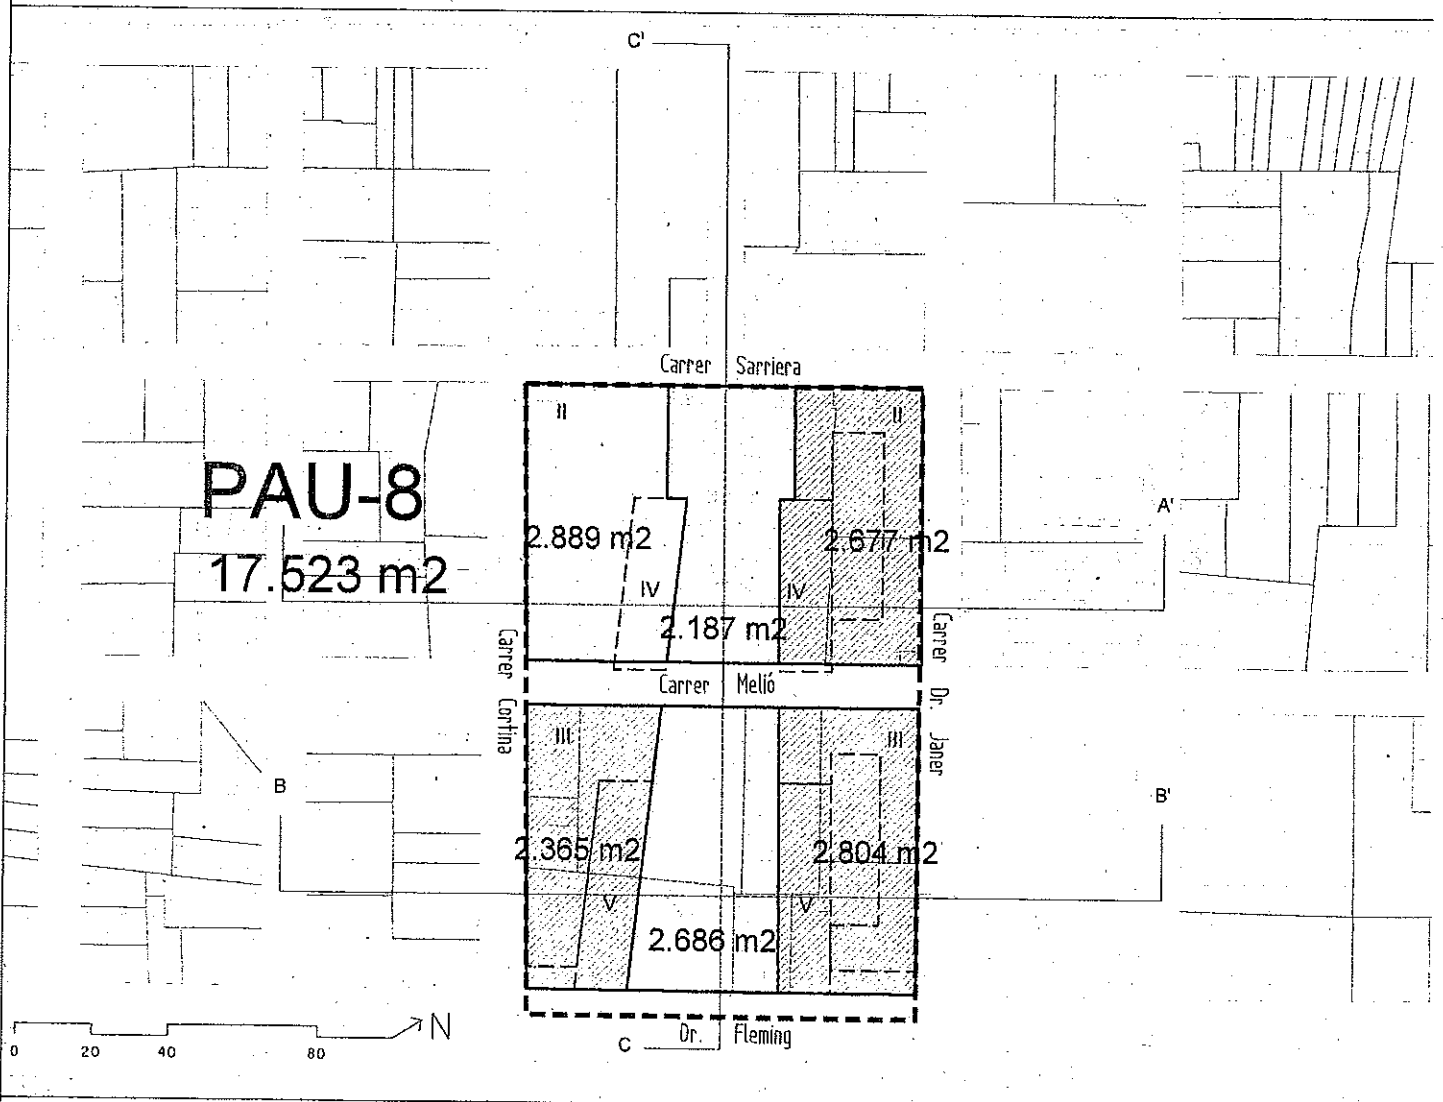 C'
Carrer Sarriera
II
II
PAU-8
17.523 m2
2.889 m2
2.677 m2
A'
IV
IV
2.187 m2
Carrer Cortina
Carrer Dr. Janer
Carrer Melió
III
III
B
B'
2.365 m2
2.804 m2
V
V
2.686 m2
N
0 20 40 80
C
Dr. Fleming